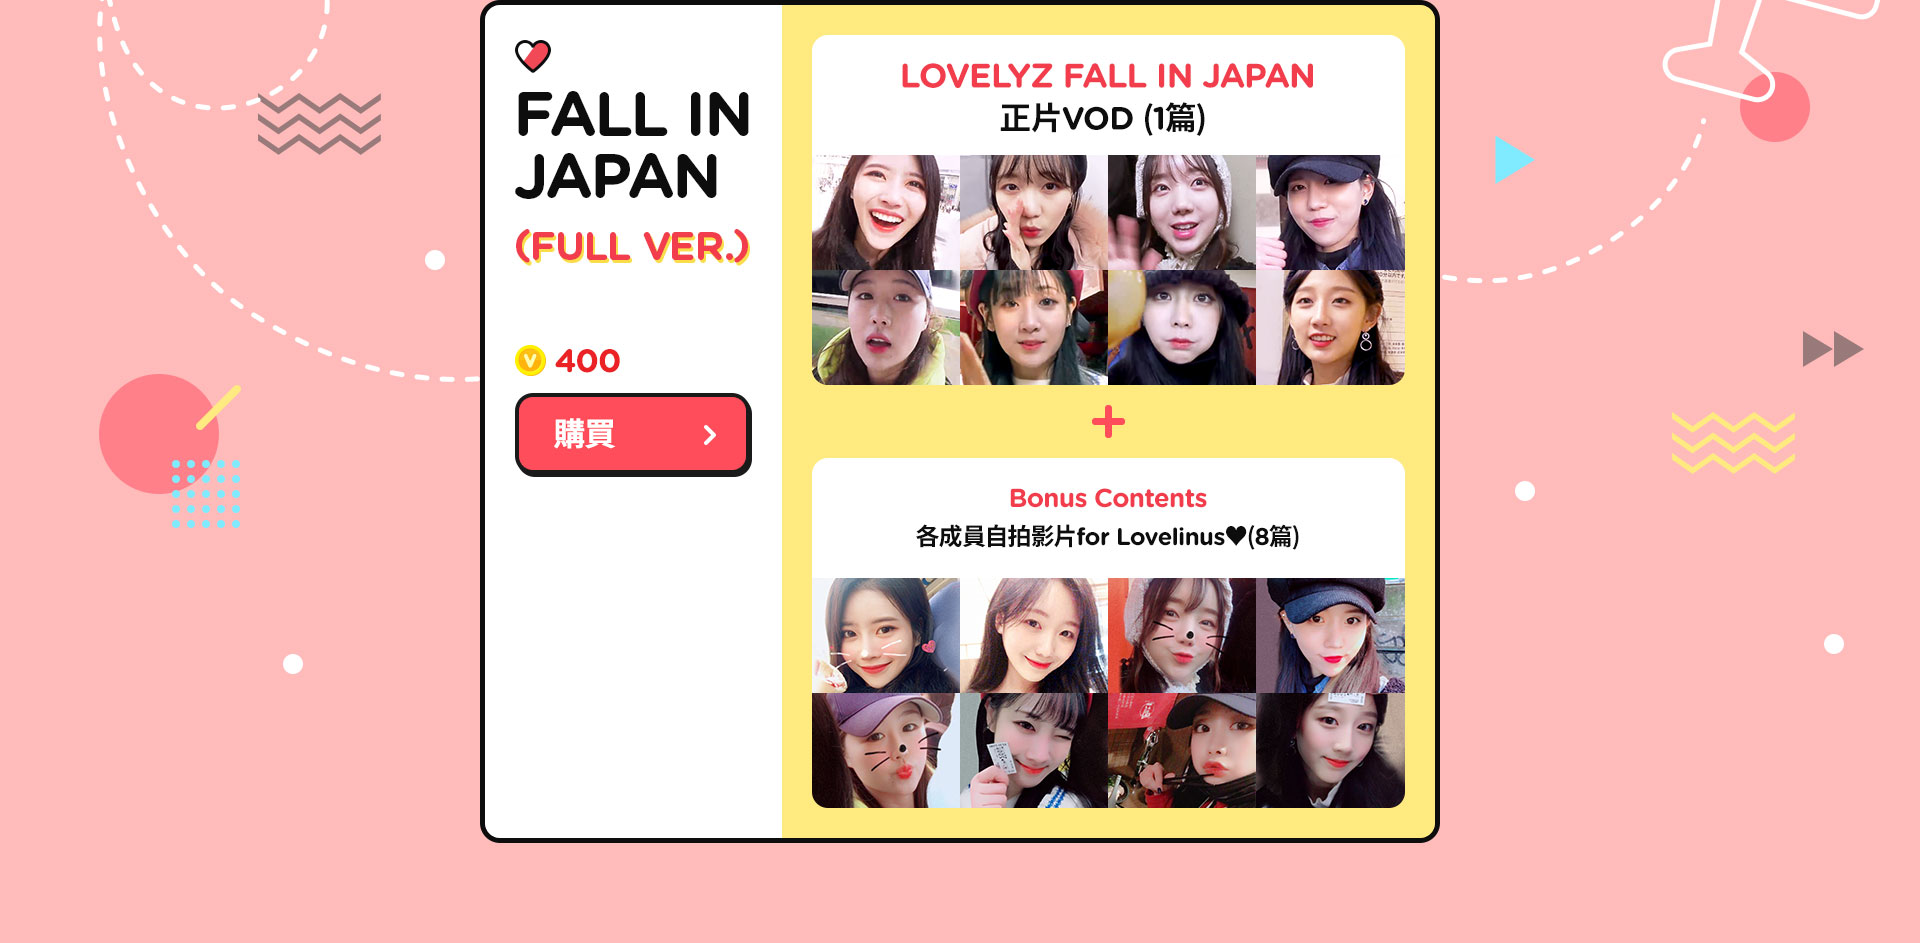 FALL IN
JAPAN
(FULL VER.)
V 400
購買
LOVELYZ FALL IN JAPAN
正片VOD (1篇)
Bonus Contents
各成員自拍影片for Lovelinus♥(8篇)